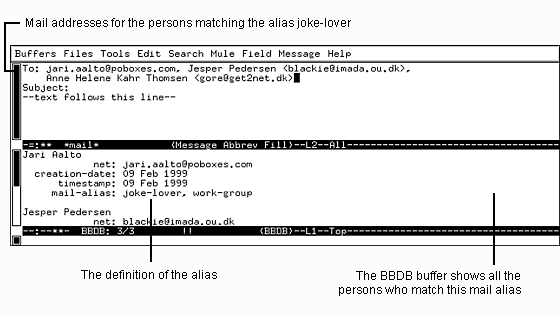 Mail addresses for the persons matching the alias joke-lover
Buffers Files Tools Edit Search Mule Field Message Help
To: jari.aalto@poboxes.com, Jesper Pedersen <blackie@imada.ou.dk>,
Anne Helene Kahr Thomsen <gore@get2net.dk>
Subject:
--text follows this line--
-=:** *mail* (Message Abbrev Fill)--L2--All
Jari Aalto
net: jari.aalto@poboxes.com
creation-date: 09 Feb 1999
timestamp: 09 Feb 1999
mail-alias: joke-lover, work-group
Jesper Pedersen
net: blackie@imada.ou.dk
--:--**- BBDB: 3/3 !! (BBDB)--L1--Top
The definition of the alias
The BBDB buffer shows all the
persons who match this mail alias